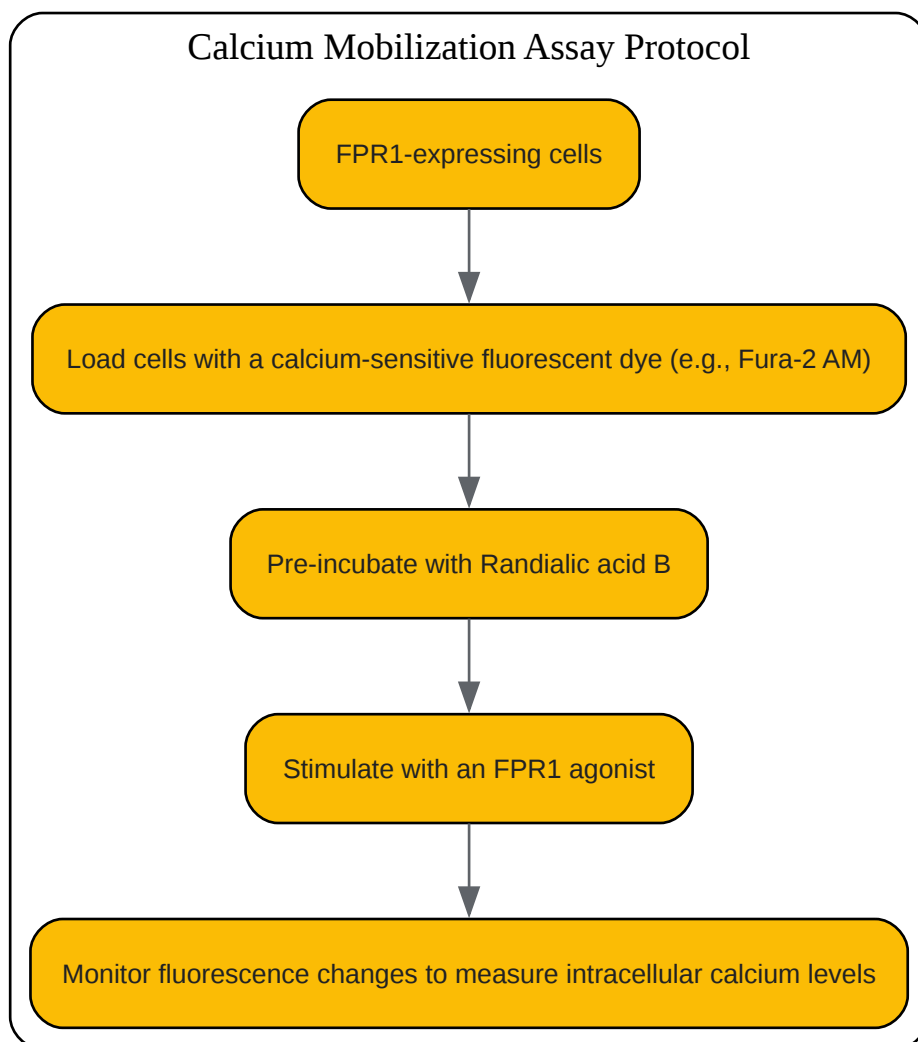 Calcium Mobilization Assay Protocol
FPR1-expressing cells
Load cells with a calcium-sensitive fluorescent dye (e.g., Fura-2 AM)
Pre-incubate with Randialic acid B
Stimulate with an FPR1 agonist
Monitor fluorescence changes to measure intracellular calcium levels